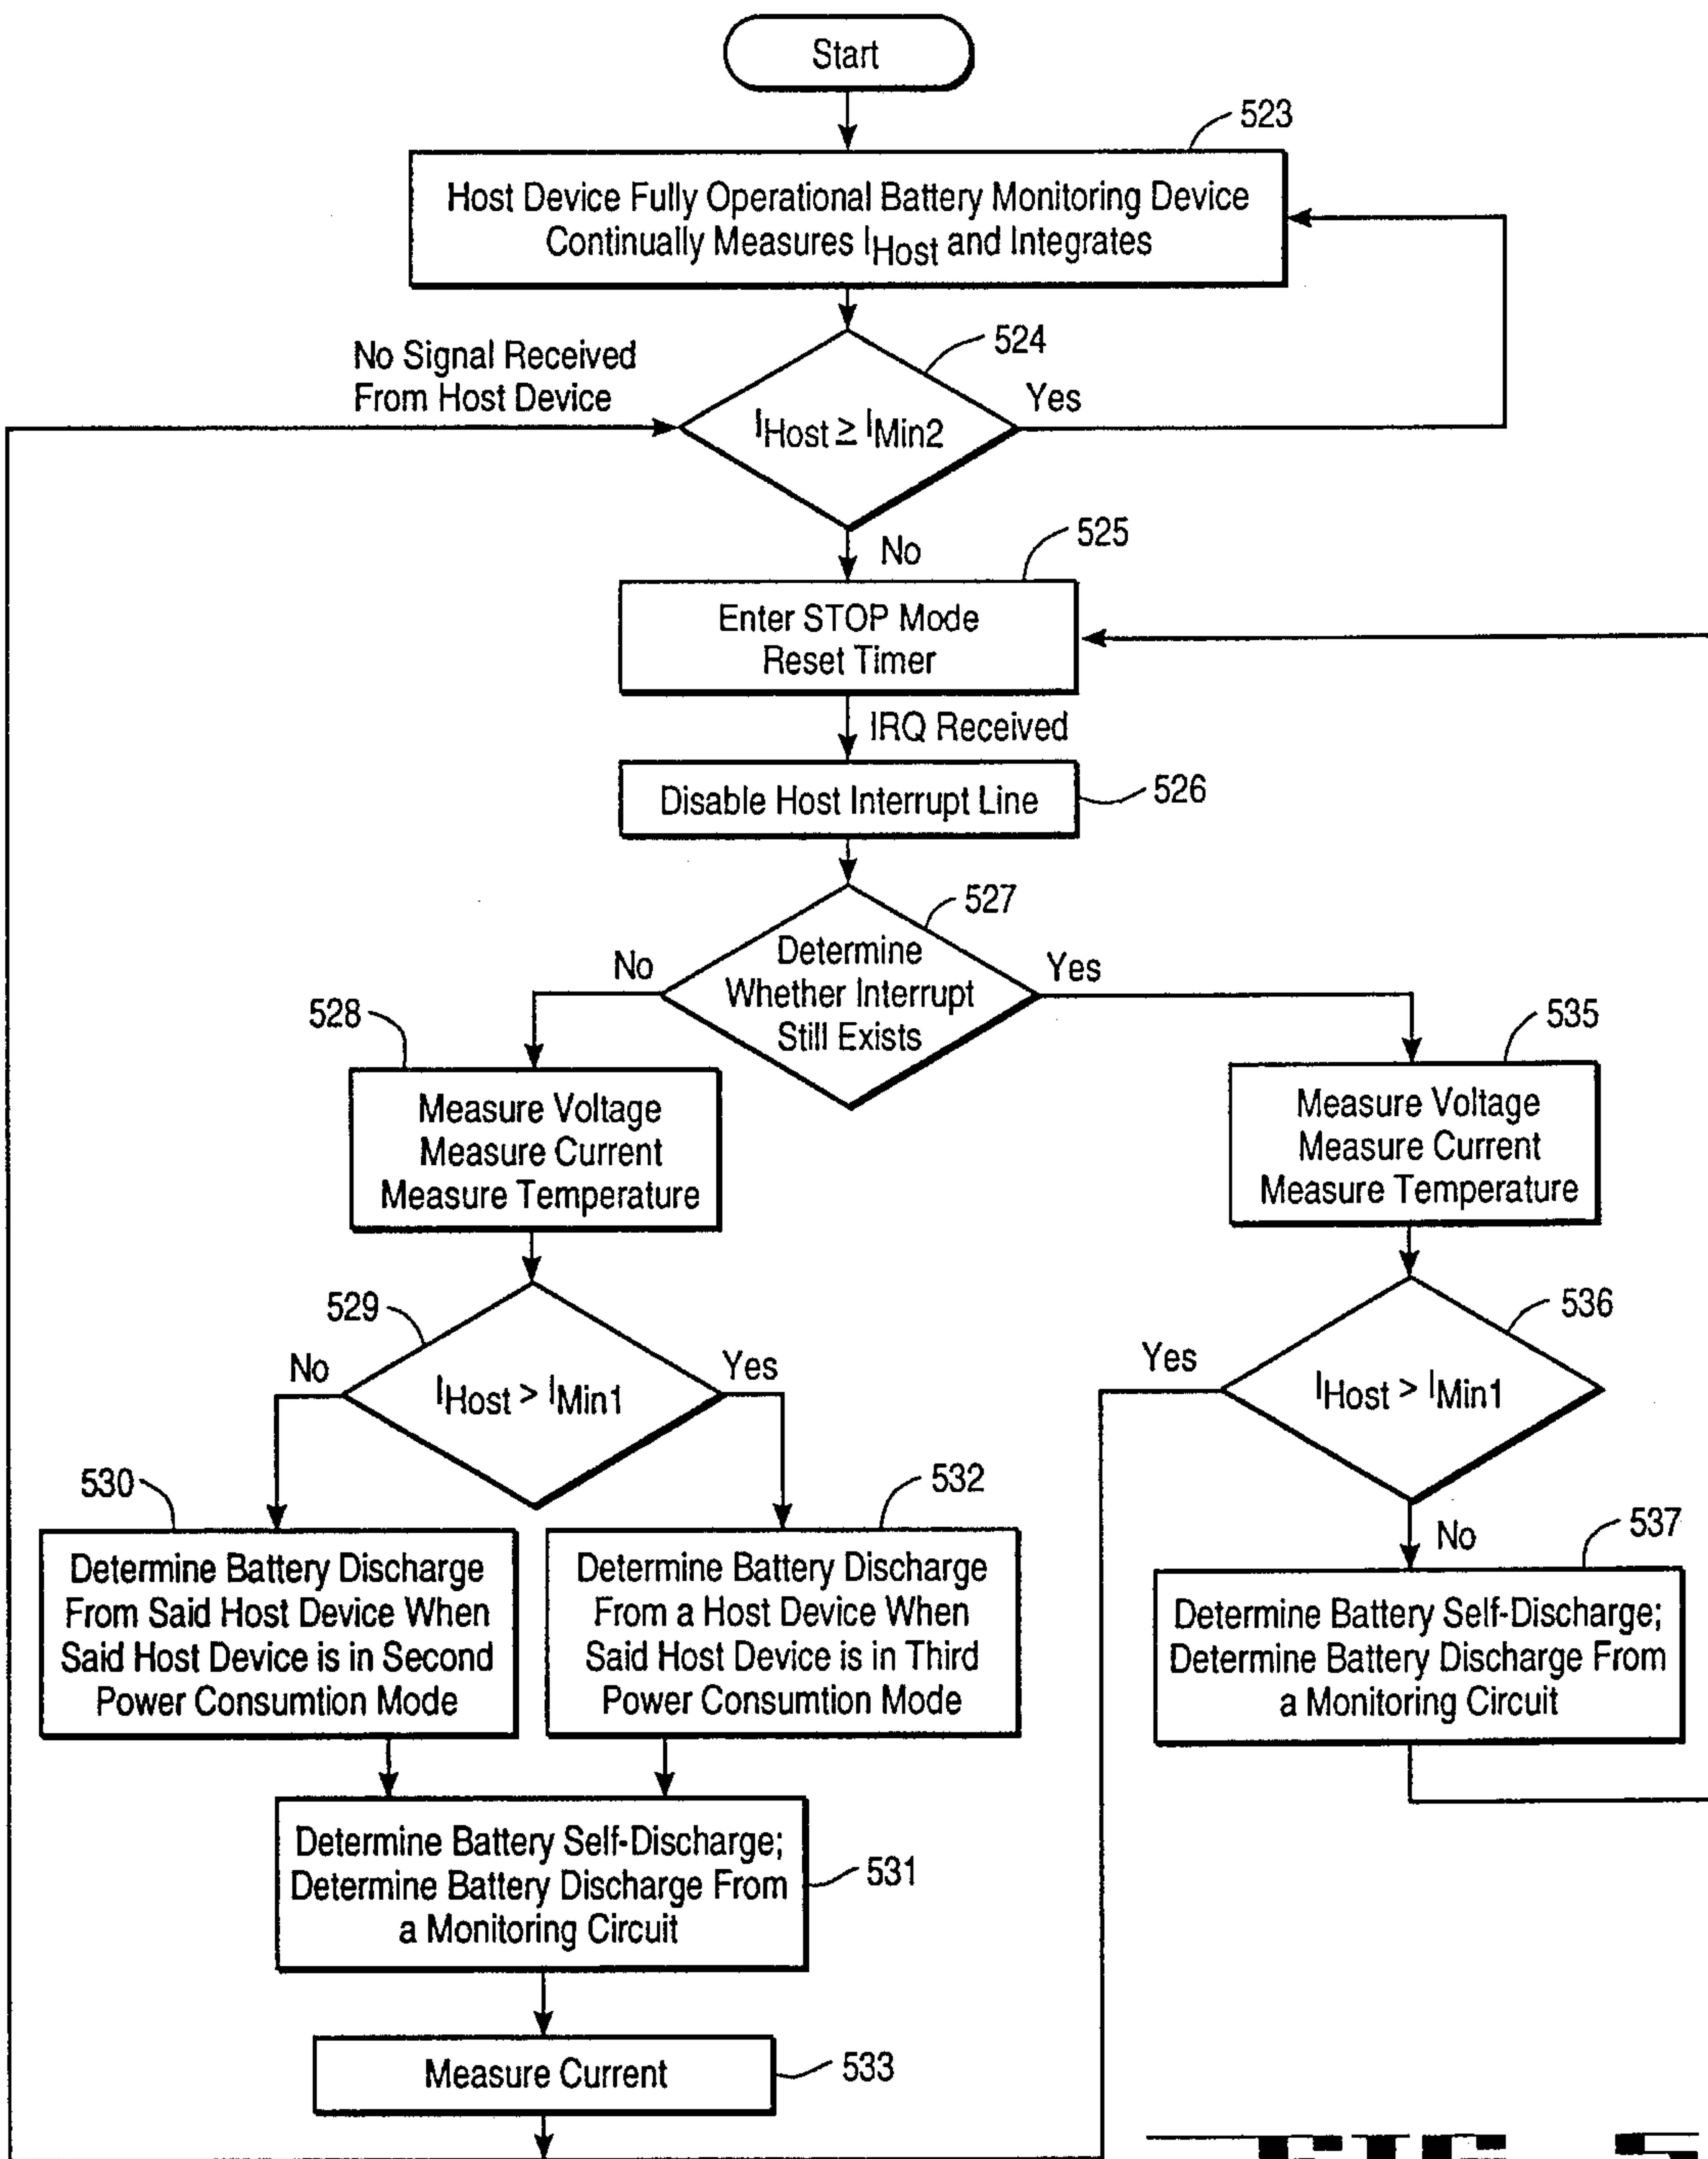 Start
523
Host Device Fully Operational Battery Monitoring Device
Continually Measures IHost and Integrates
No Signal Received
From Host Device
524
IHost ≥ IMin2
Yes
No
525
Enter STOP Mode
Reset Timer
IRQ Received
Disable Host Interrupt Line
526
527
Determine
Whether Interrupt
Still Exists
No
Yes
528
Measure Voltage
Measure Current
Measure Temperature
535
Measure Voltage
Measure Current
Measure Temperature
529
IHost > IMin1
No
Yes
536
IHost > IMin1
Yes
No
530
Determine Battery Discharge
From Said Host Device When
Said Host Device is in Second
Power Consumtion Mode
532
Determine Battery Discharge
From a Host Device When
Said Host Device is in Third
Power Consumtion Mode
537
Determine Battery Self-Discharge;
Determine Battery Discharge From
a Monitoring Circuit
Determine Battery Self-Discharge;
Determine Battery Discharge From
a Monitoring Circuit
531
Measure Current
533